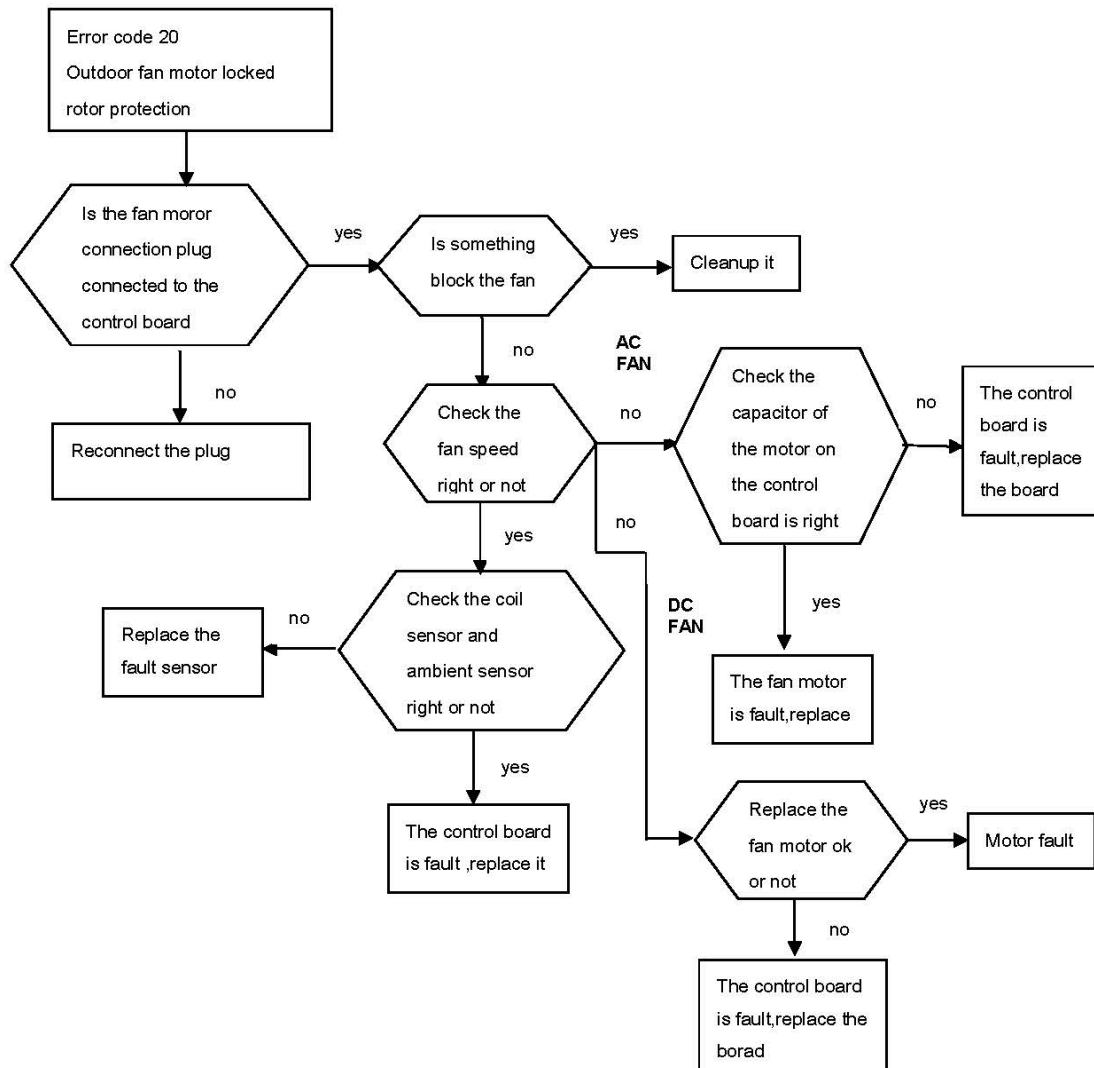 Error code 20
Outdoor fan motor locked
rotor protection
Is the fan moror
connection plug
connected to the
control board
yes
Is something
block the fan
yes
Cleanup it
no
Reconnect the plug
no
Check the
fan speed
right or not
AC
FAN
no
Check the
capacitor of
the motor on
the control
board is right
no
The control
board is
fault,replace
the board
yes
The fan motor
is fault,replace
no
DC
FAN
yes
Check the coil
sensor and
ambient sensor
right or not
no
Replace the
fault sensor
yes
The control board
is fault ,replace it
Replace the
fan motor ok
or not
yes
Motor fault
no
The control board
is fault,replace the
borad